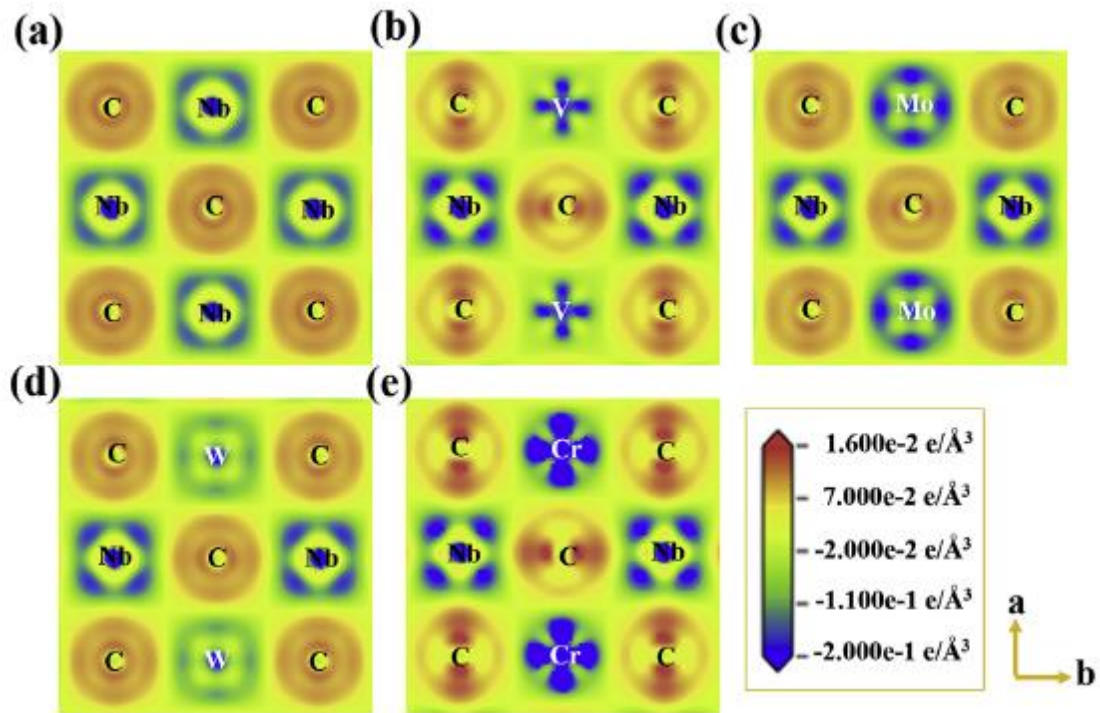 (a) (b) (c)
C Nb C C V C C Mo C
Nb C Nb Nb C Nb Nb C Nb
C Nb C C V C C Mo C
(d) (e)
C W C C Cr C 1.600e-2 e/Å³
7.000e-2 e/Å³
Nb C Nb Nb C Nb -2.000e-2 e/Å³
-1.100e-1 e/Å³
C W C C Cr C -2.000e-1 e/Å³
a
b